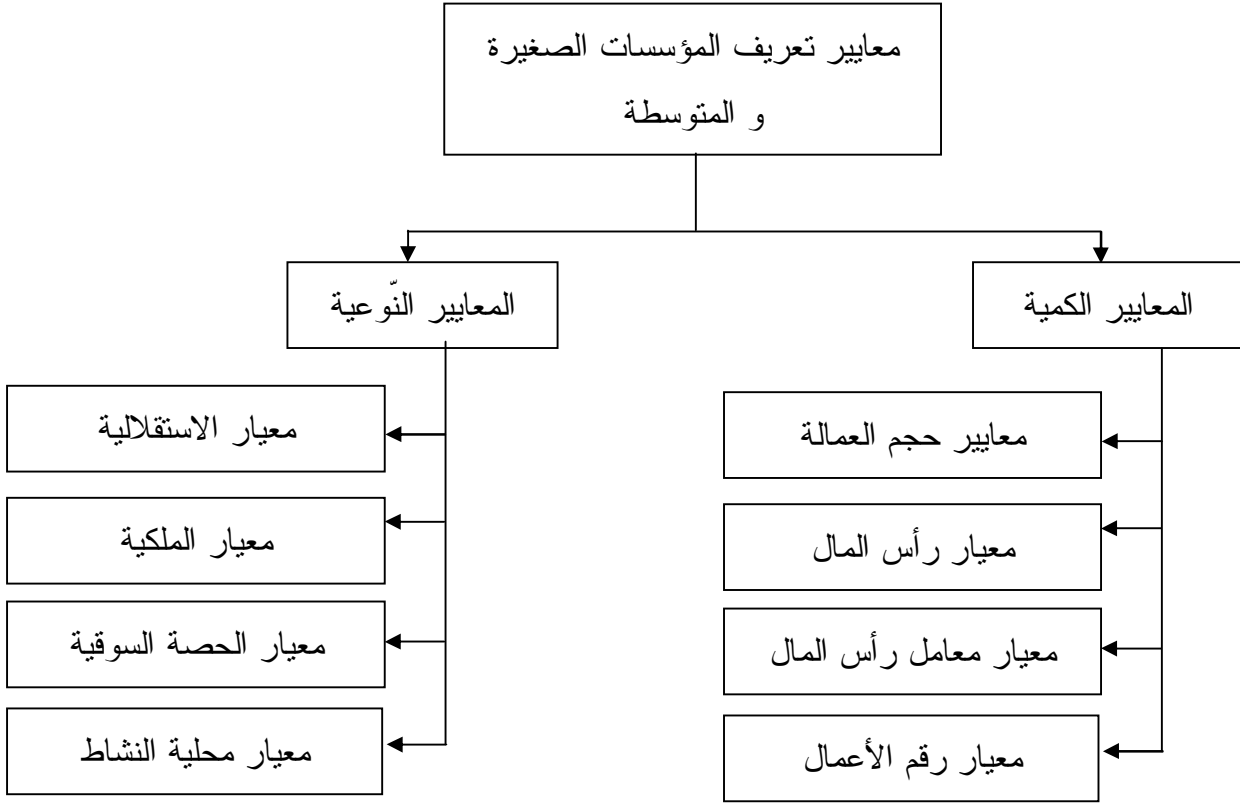 معايير تعريف المؤسسات الصغيرة
و المتوسطة
المعايير الكمية
المعايير النّوعية
معايير حجم العمالة
معيار رأس المال
معيار معامل رأس المال
معيار رقم الأعمال
معيار الاستقلالية
معيار الملكية
معيار الحصة السوقية
معيار محلية النشاط